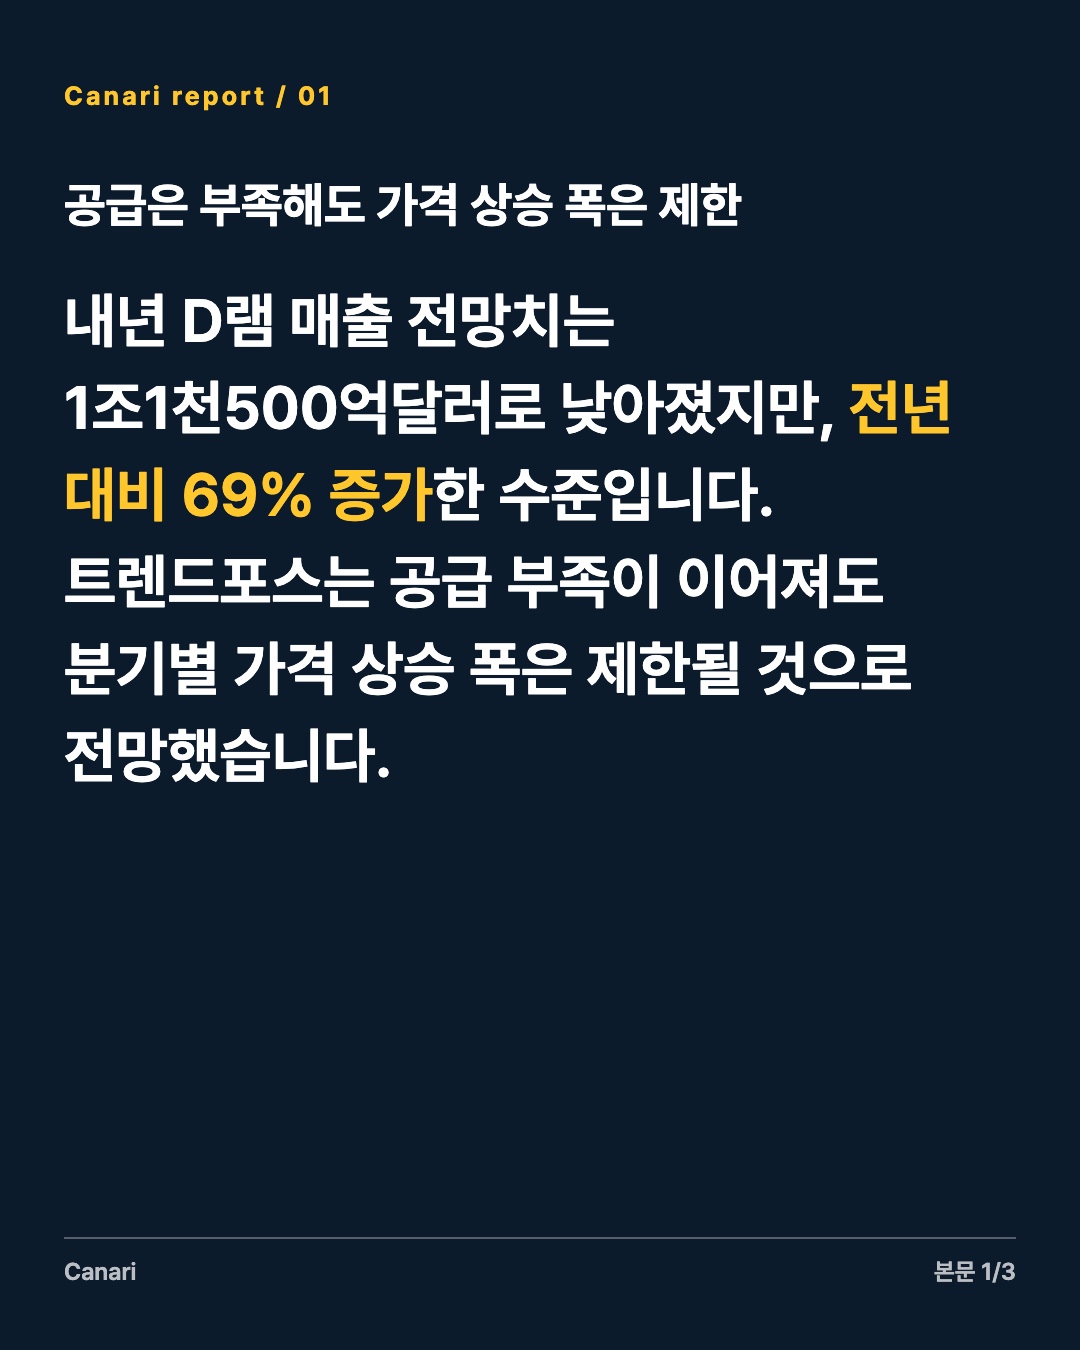 Canari report / 01
공급은 부족해도 가격 상승 폭은 제한
내년 D램 매출 전망치는
1조1천500억달러로 낮아졌지만, 전년
대비 69% 증가한 수준입니다.
트렌드포스는 공급 부족이 이어져도
분기별 가격 상승 폭은 제한될 것으로
전망했습니다.
Canari
본문 1/3